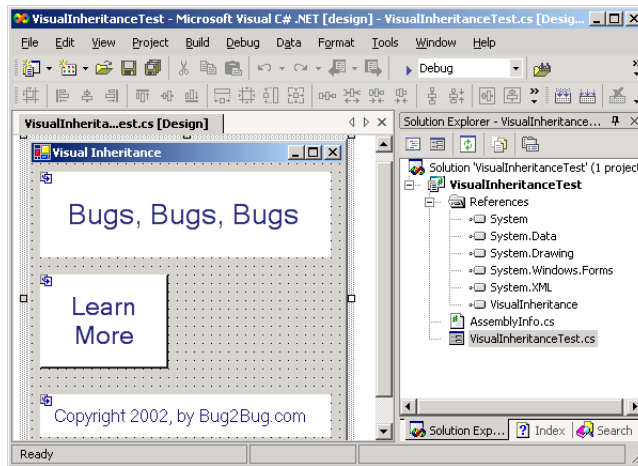 VisualInheritanceTest - Microsoft Visual C# .NET [design] - VisualInheritanceTest.cs [Desig...
File Edit View Project Build Debug Data Format Tools Window Help
Debug
VisualInherita...est.cs [Design]
Solution Explorer - VisualInheritance...
Visual Inheritance
Bugs, Bugs, Bugs
Learn
More
Copyright 2002, by Bug2Bug.com
Solution 'VisualInheritanceTest' (1 project
VisualInheritanceTest
References
System
System.Data
System.Drawing
System.Windows.Forms
System.XML
VisualInheritance
AssemblyInfo.cs
VisualInheritanceTest.cs
Solution Exp... Index Search
Ready